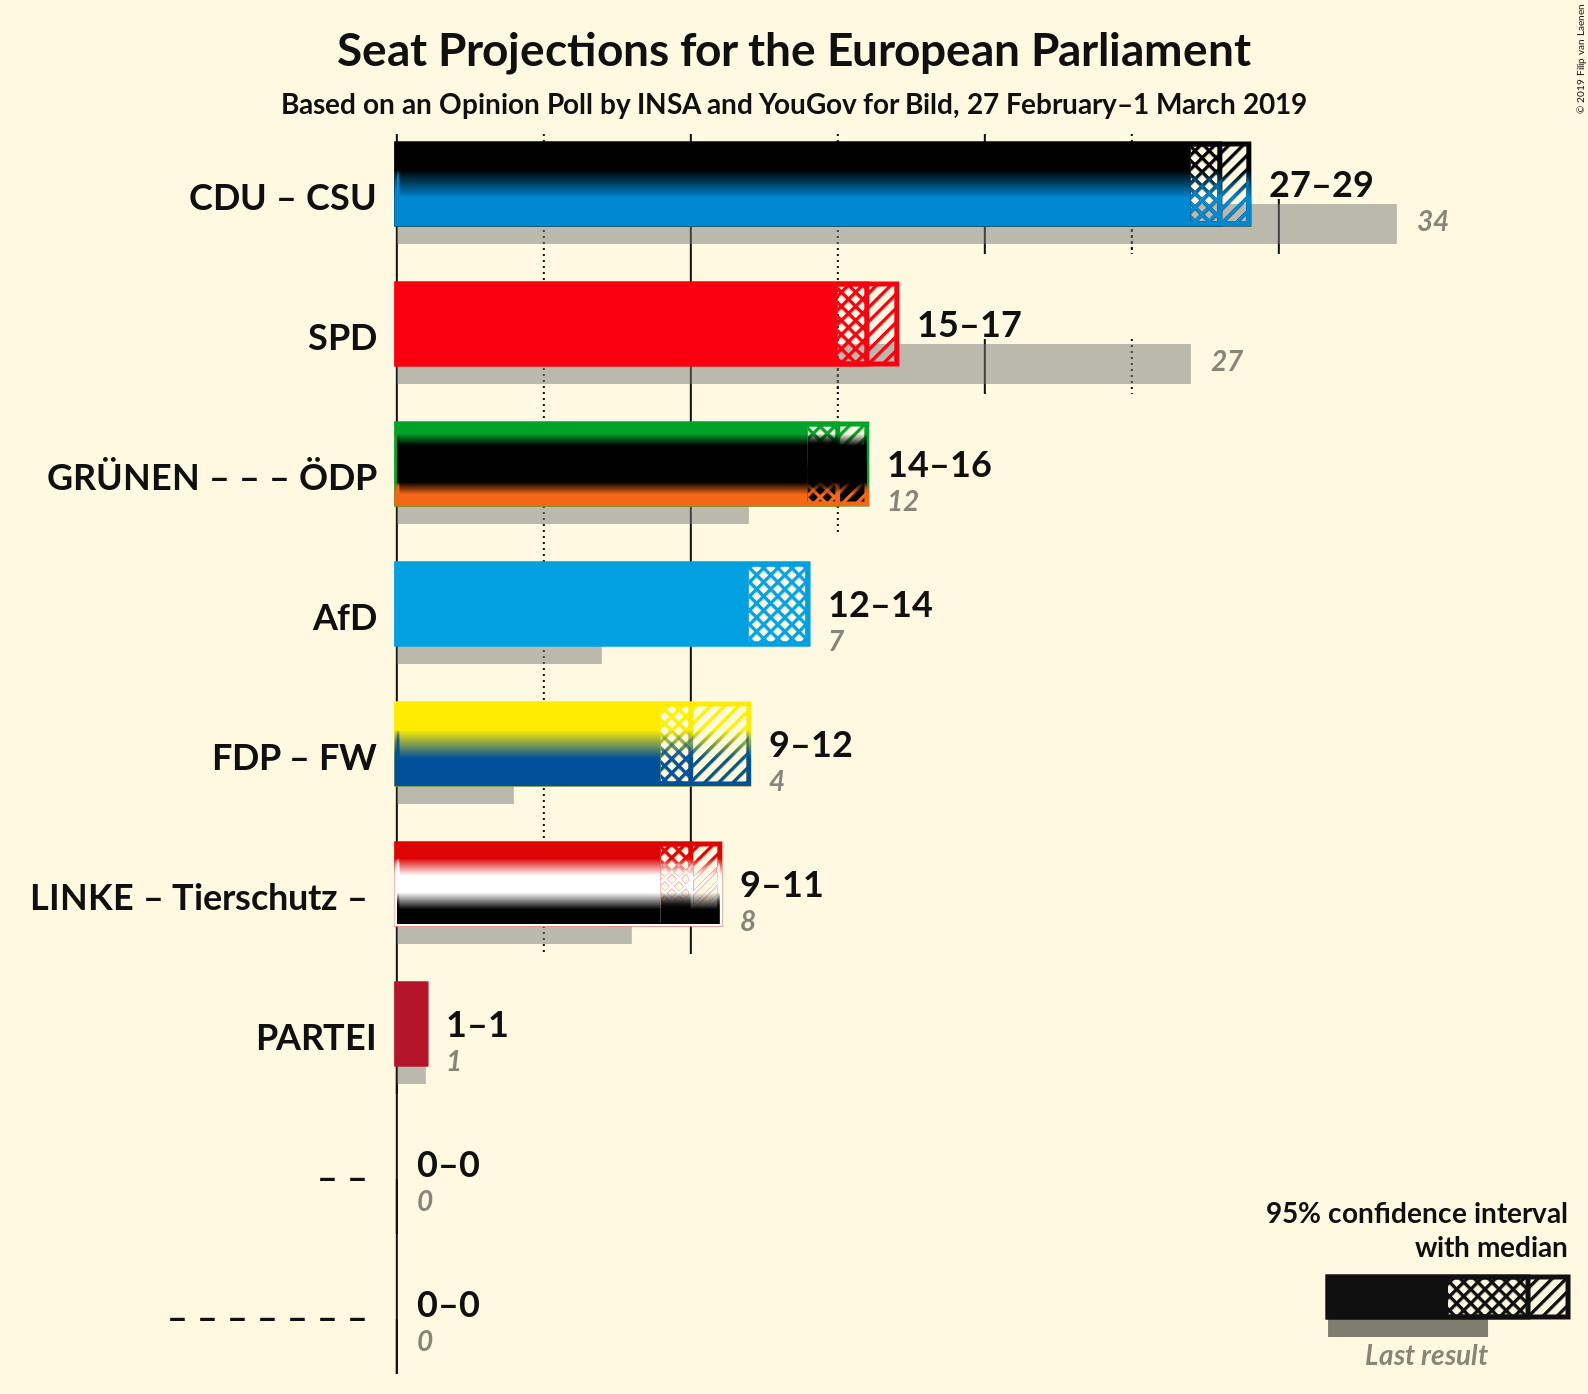 Seat Projections for the European Parliament
Based on an Opinion Poll by INSA and YouGov for Bild, 27 February–1 March 2019
© 2019 Filip van Laenen
CDU – CSU
27–29
34
SPD
15–17
27
GRÜNEN – – – ÖDP
14–16
12
AfD
12–14
7
FDP – FW
9–12
4
LINKE – Tierschutz –
9–11
8
PARTEI
1–1
1
– –
0–0
0
– – – – – – –
0–0
0
95% confidence interval
with median
Last result